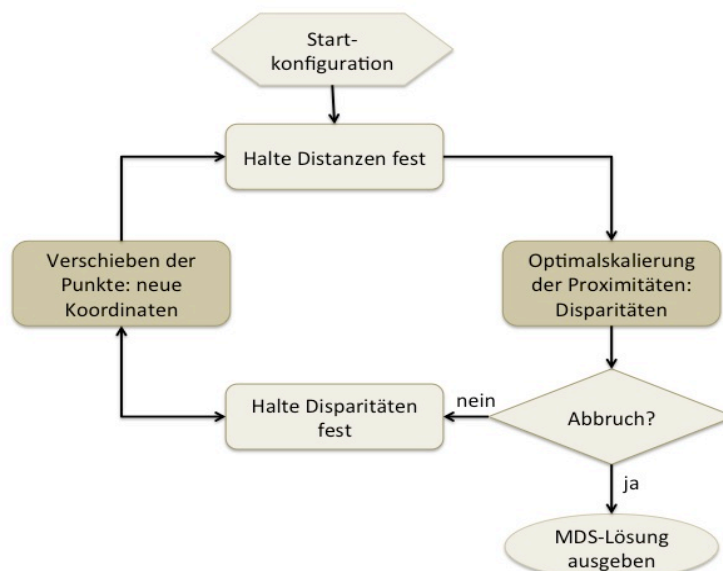 Start-
konfiguration
Halte Distanzen fest
Verschieben der
Punkte: neue
Koordinaten
Optimalskalierung
der Proximitäten:
Disparitäten
Halte Disparitäten
fest
nein
Abbruch?
ja
MDS-Lösung
ausgeben